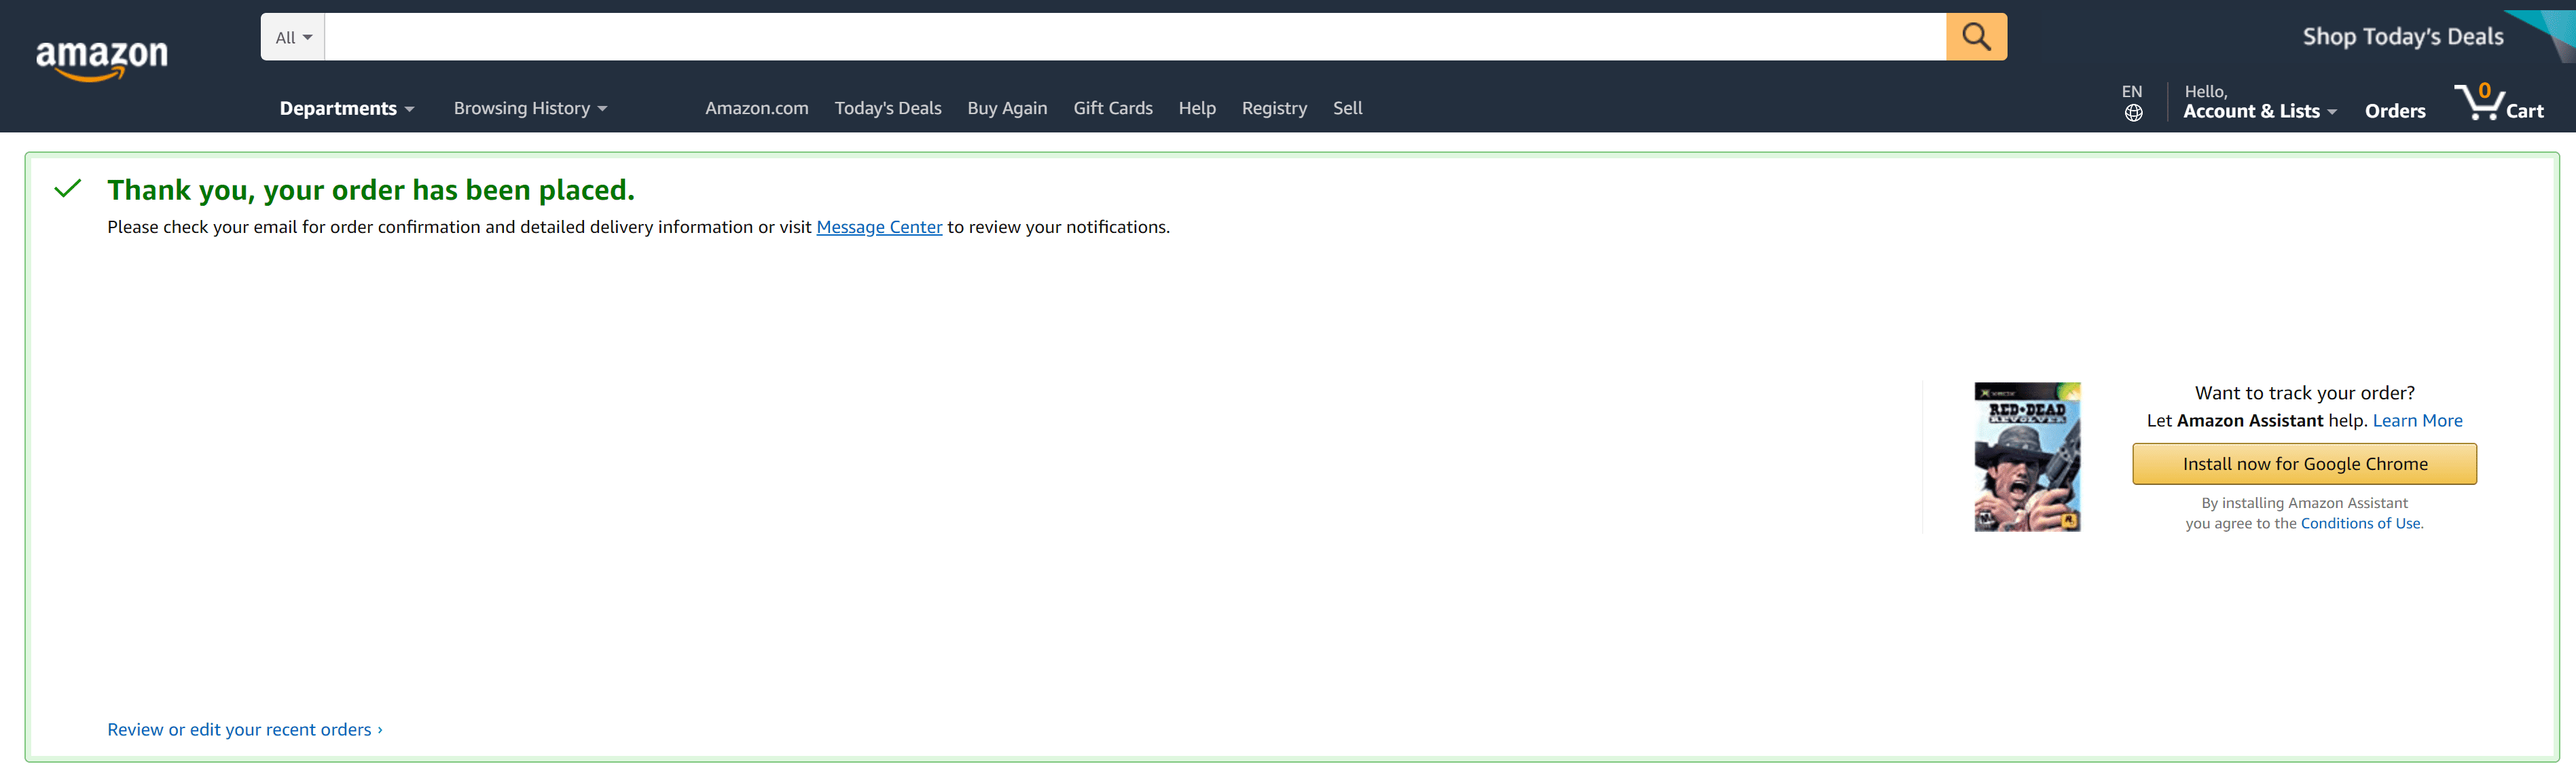 amazon
All
Shop Today's Deals
Departments
Browsing History
Amazon.com
Today's Deals
Buy Again
Gift Cards
Help
Registry
Sell
EN
Hello,
Account & Lists
Orders
0
Cart
Thank you, your order has been placed.
Please check your email for order confirmation and detailed delivery information or visit Message Center to review your notifications.
RED DEAD
REVOLVER
M
R
Want to track your order?
Let Amazon Assistant help. Learn More
Install now for Google Chrome
By installing Amazon Assistant
you agree to the Conditions of Use.
Review or edit your recent orders ›